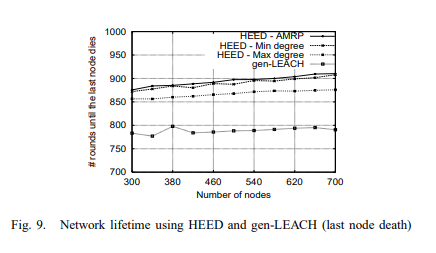 1000
950
900
850
800
750
700
300 380 460 540 620 700
# rounds until the last node dies
Number of nodes
HEED - AMRP
HEED - Min degree
HEED - Max degree
gen-LEACH
Fig. 9. Network lifetime using HEED and gen-LEACH (last node death)